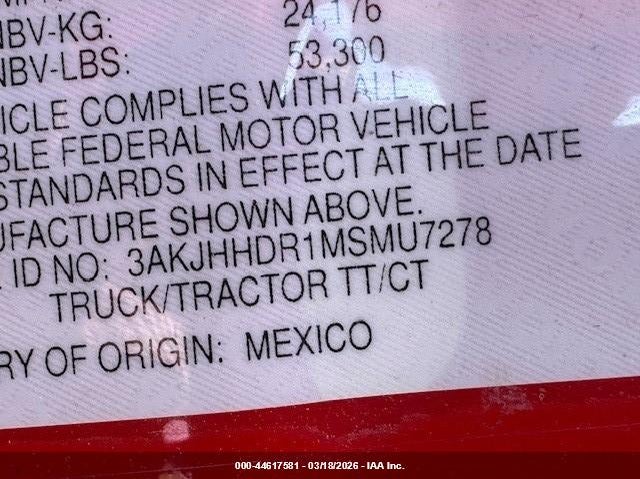 NBV-KG: 24,176
NBV-LBS: 53,300
ICLE COMPLIES WITH ALL
BLE FEDERAL MOTOR VEHICLE
STANDARDS IN EFFECT AT THE DATE
UFACTURE SHOWN ABOVE.
ID NO: 3AKJHHDR1MSMU7278
TRUCK/TRACTOR TT/CT
RY OF ORIGIN: MEXICO
000-44617581 - 03/18/2026 - IAA Inc.